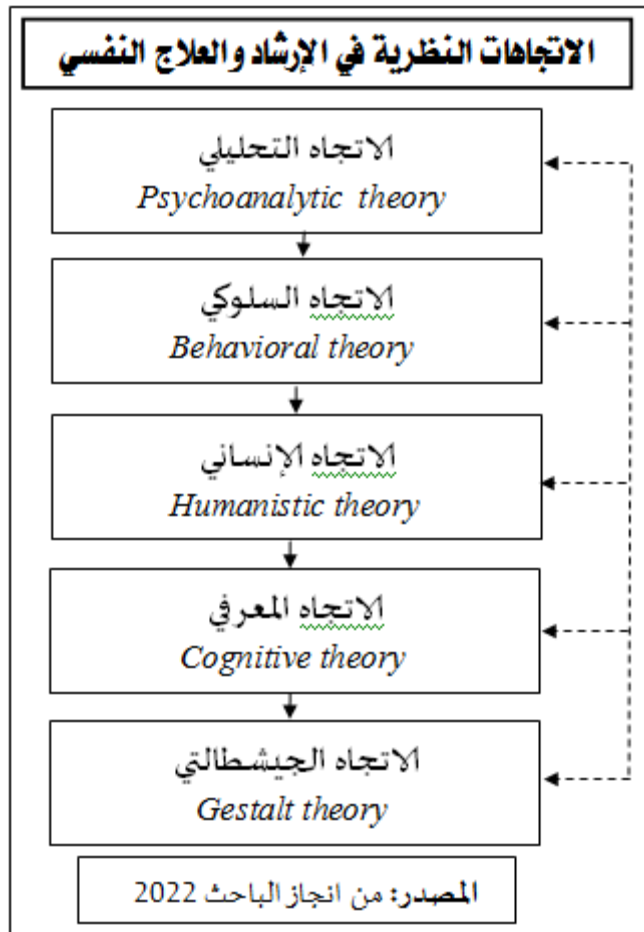 الاتجاهات النظرية في الإرشاد والعلاج النفسي
الاتجاه التحليلي
Psychoanalytic theory
الاتجاه السلوكي
Behavioral theory
الاتجاه الإنساني
Humanistic theory
الاتجاه المعرفي
Cognitive theory
الاتجاه الجيشطالتي
Gestalt theory
المصدر: من انجاز الباحث 2022